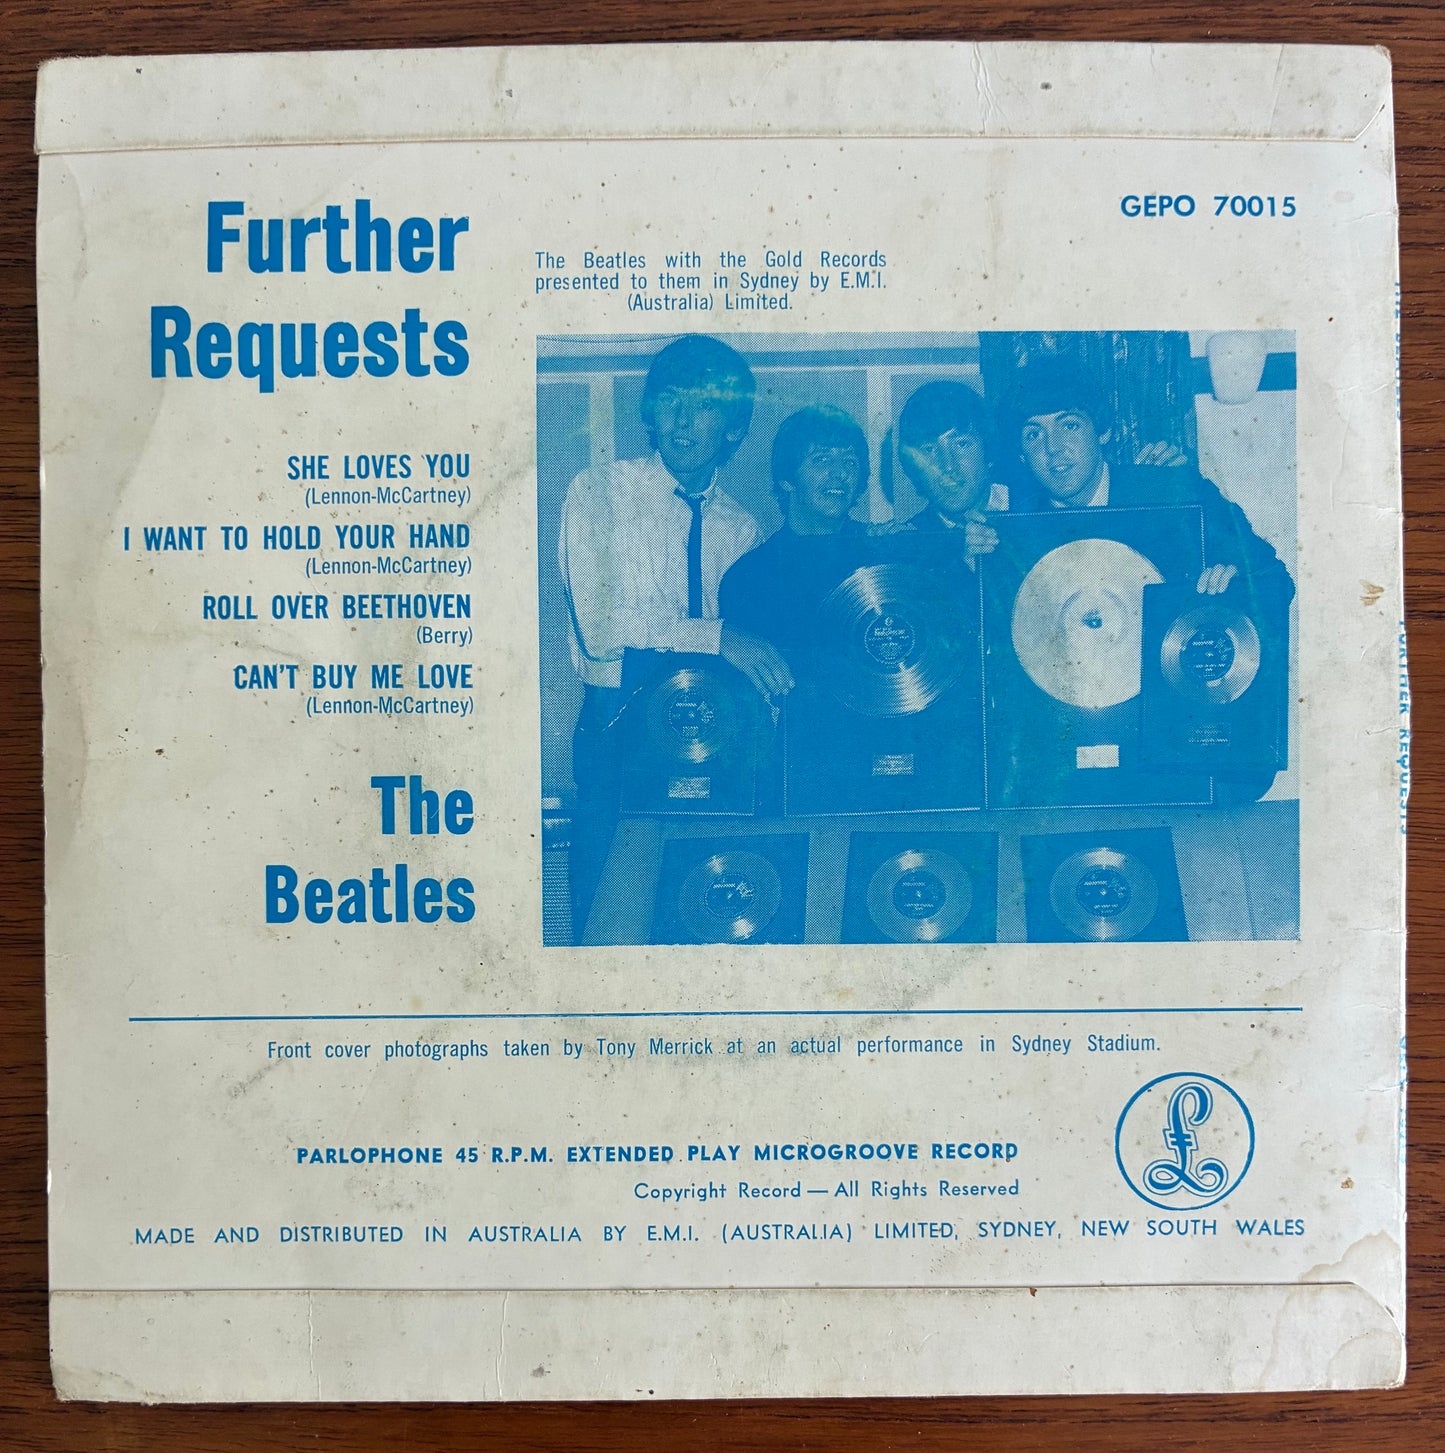 Further
Requests
SHE LOVES YOU
(Lennon-McCartney)
I WANT TO HOLD YOUR HAND
(Lennon-McCartney)
ROLL OVER BEETHOVEN
(Berry)
CAN'T BUY ME LOVE
(Lennon-McCartney)
The
Beatles
GEPO 70015
The Beatles with the Gold Records
presented to them in Sydney by E.M.I.
(Australia) Limited.
Front cover photographs taken by Tony Merrick at an actual performance in Sydney Stadium.
PARLOPHONE 45 R.P.M. EXTENDED PLAY MICROGROOVE RECORD
Copyright Record — All Rights Reserved
£
MADE AND DISTRIBUTED IN AUSTRALIA BY E.M.I. (AUSTRALIA) LIMITED, SYDNEY, NEW SOUTH WALES
THE BEATLES
FURTHER REQUESTS